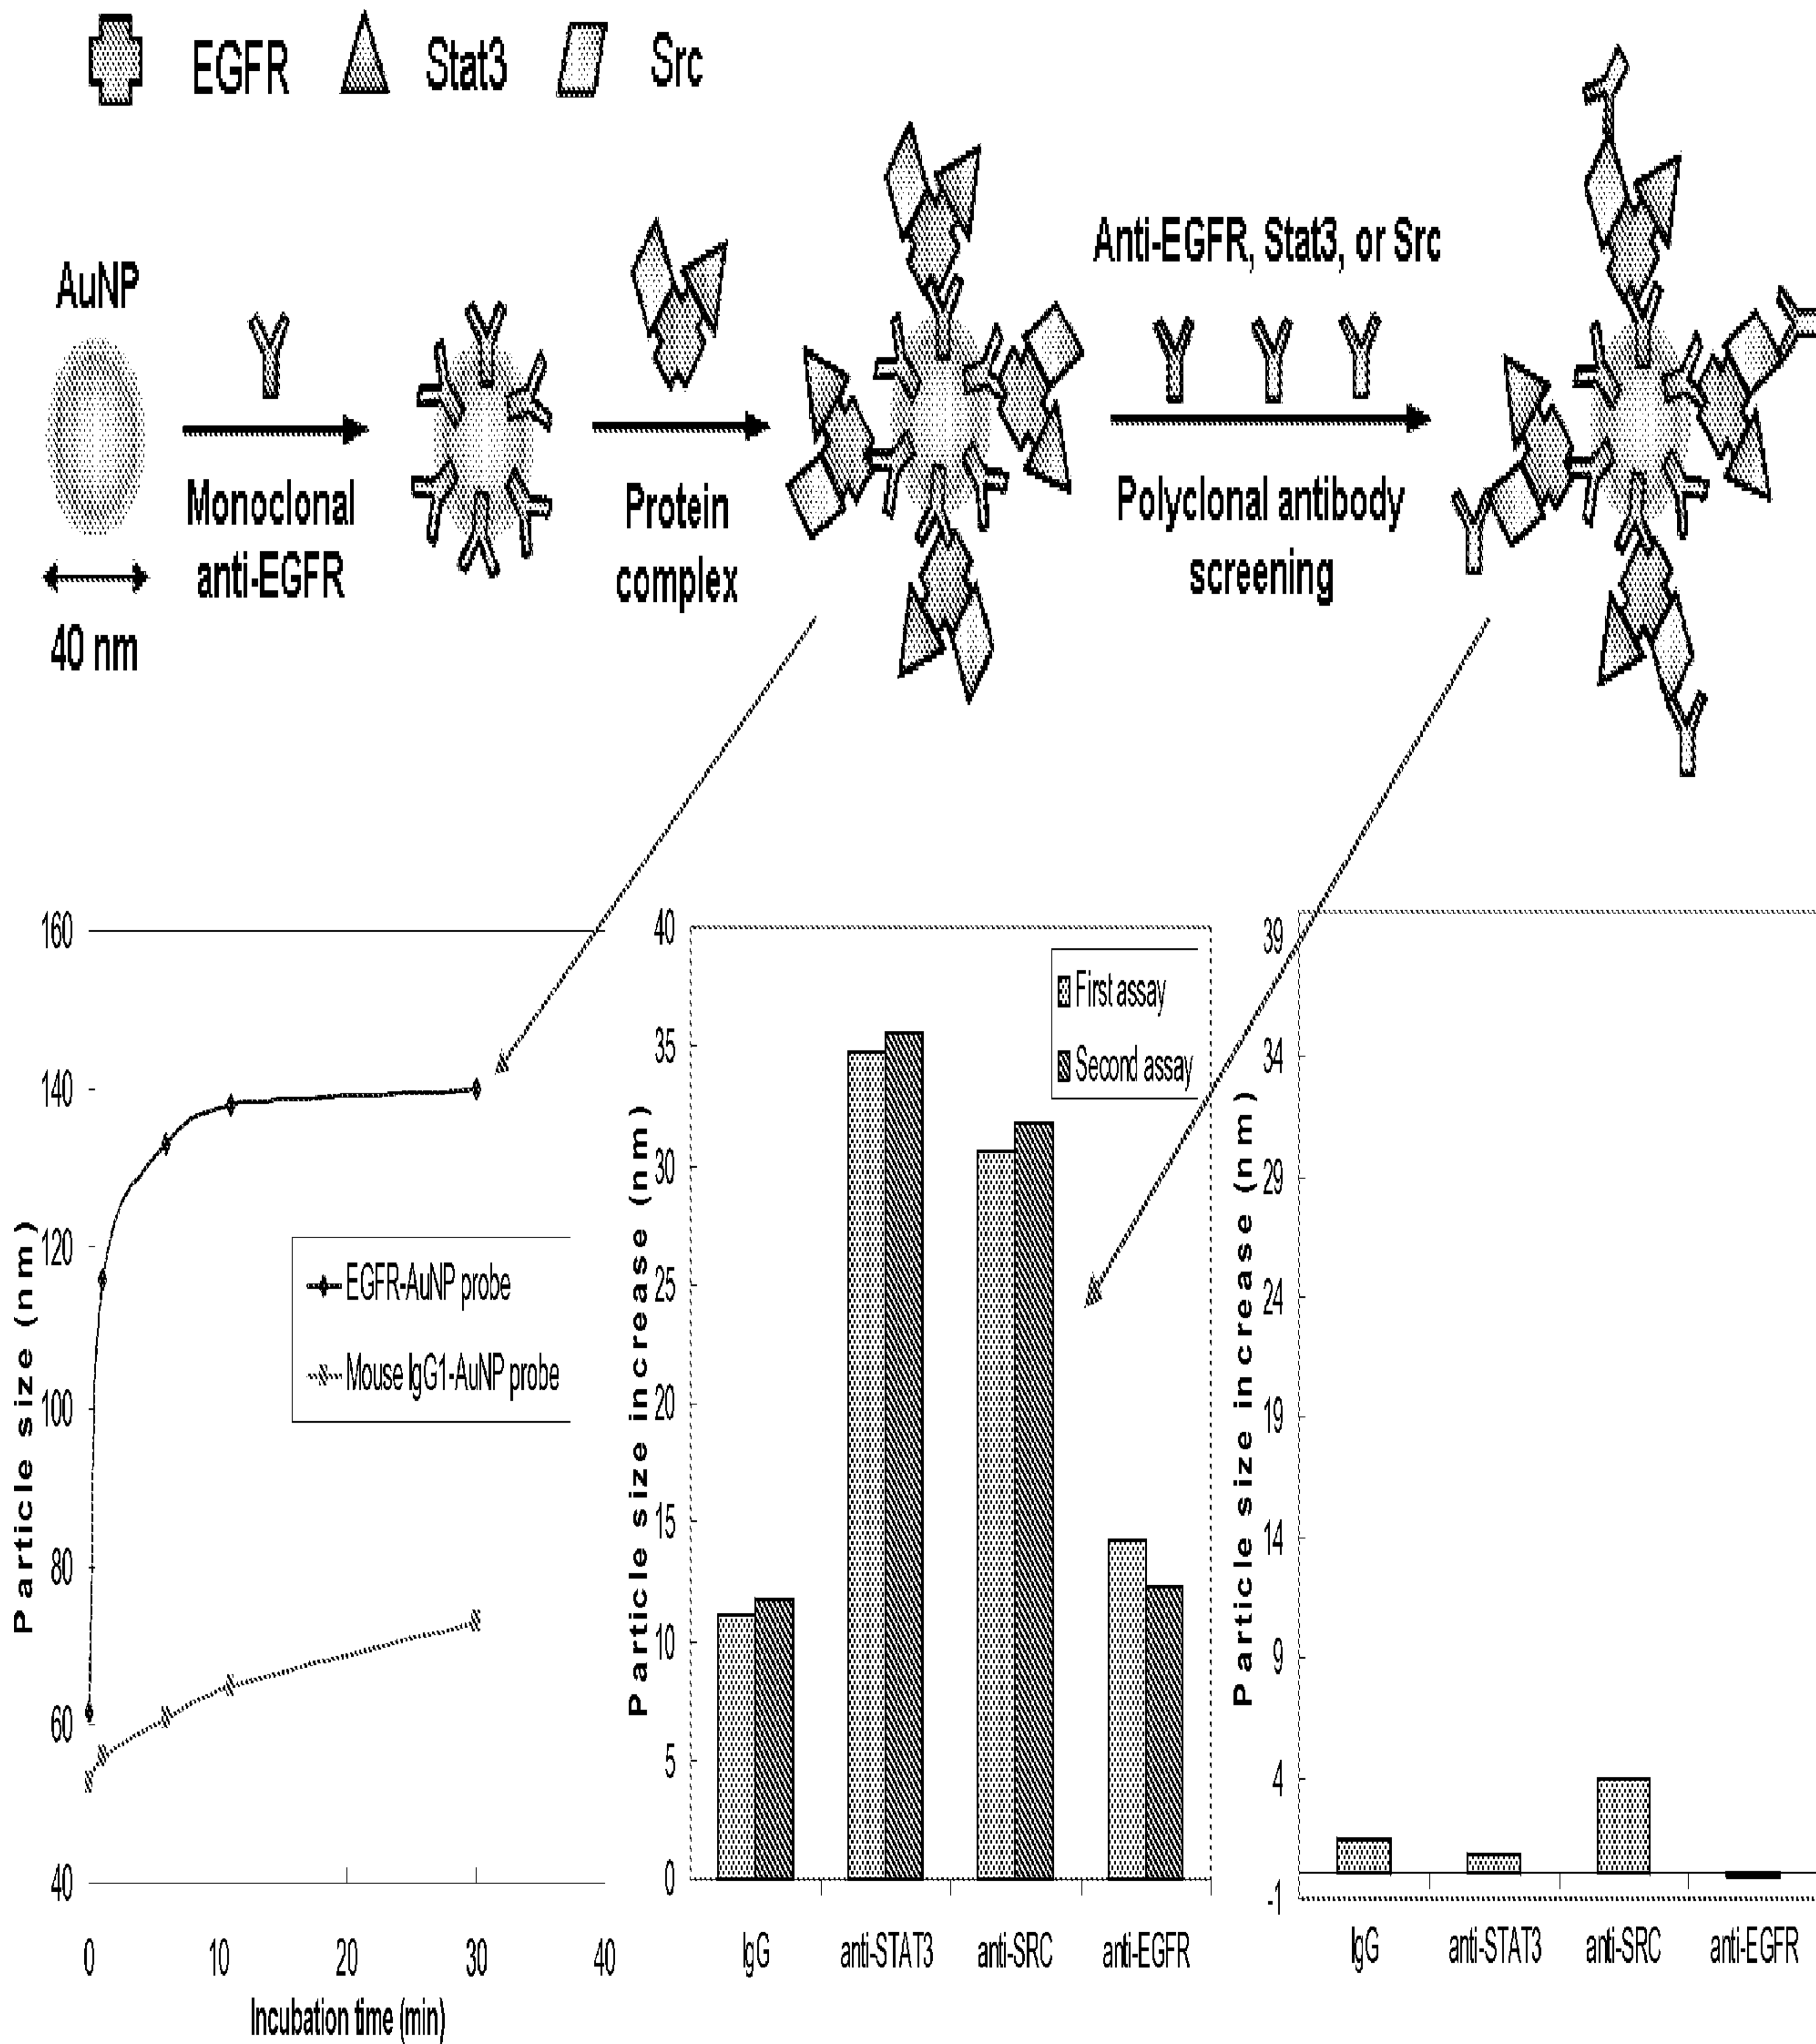 EGFR Stat3 Src
AuNP
40 nm
Monoclonal
anti-EGFR
Protein
complex
Anti-EGFR, Stat3, or Src
Polyclonal antibody
screening
Particle size (nm)
160
140
120
100
80
60
40
0 10 20 30 40
Incubation time (min)
EGFR-AuNP probe
Mouse IgG1-AuNP probe
Particle size increase (nm)
40
35
30
25
20
15
10
5
0
First assay
Second assay
IgG anti-STAT3 anti-SRC anti-EGFR
Particle size increase (nm)
39
34
29
24
19
14
9
4
-1
IgG anti-STAT3 anti-SRC anti-EGFR